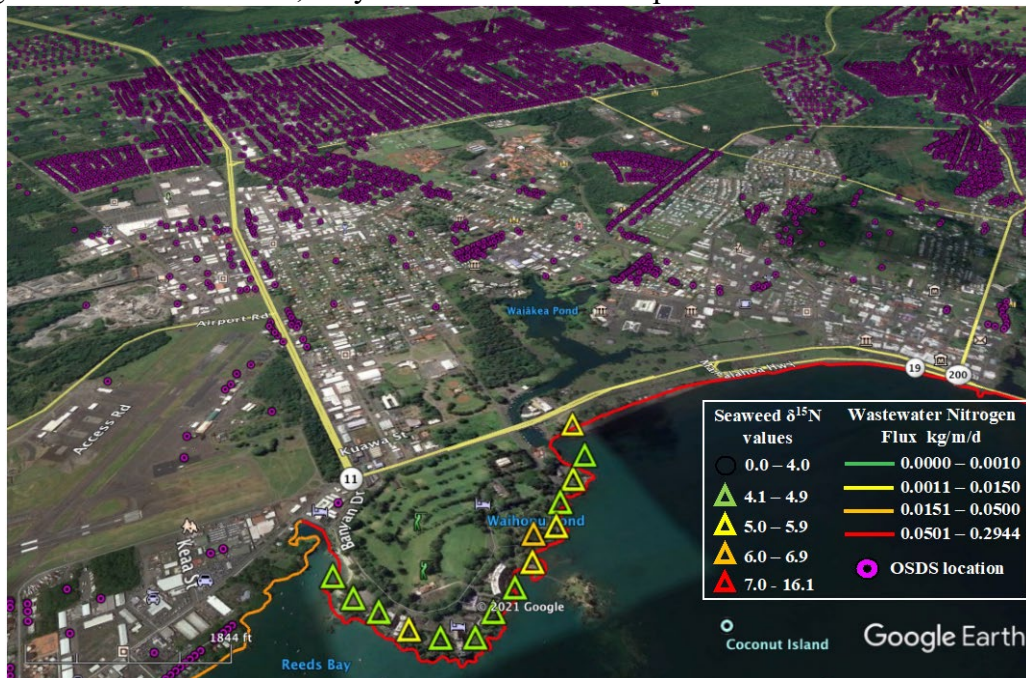 Airport Rd
Access Rd
Waiākea Pond
Kuawa St
11
Banyan Dr
Waihonu Pond
19
200
Keaa St
1844 ft
Reeds Bay
© 2021 Google
Seaweed δ¹⁵N
values
0.0 – 4.0
4.1 – 4.9
5.0 – 5.9
6.0 – 6.9
7.0 - 16.1
Wastewater Nitrogen
Flux kg/m/d
0.0000 – 0.0010
0.0011 – 0.0150
0.0151 – 0.0500
0.0501 – 0.2944
OSDS location
Coconut Island
Google Earth